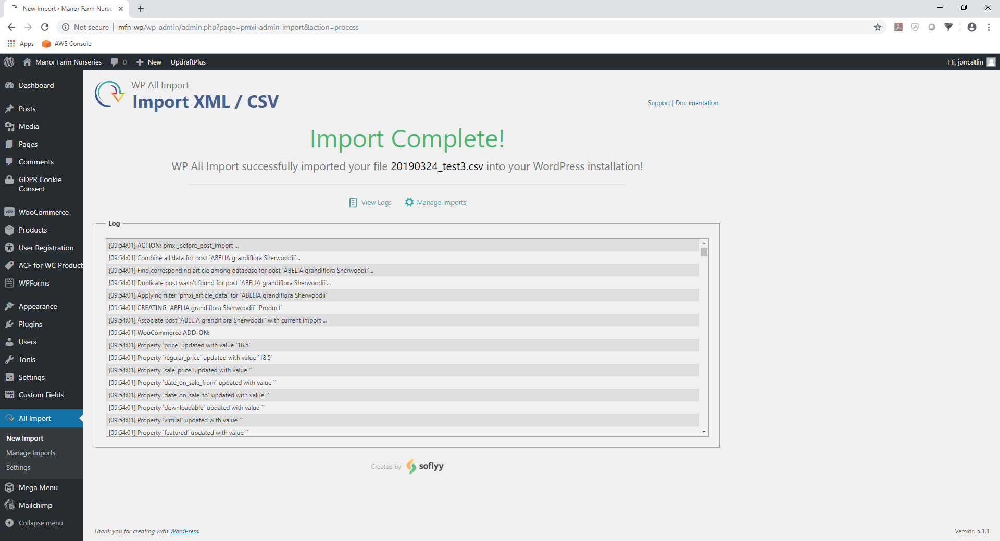 New Import ‹ Manor Farm Nurse
Not secure | mfn-wp/wp-admin/admin.php?page=pmxi-admin-import&action=process
Apps AWS Console
Manor Farm Nurseries 0 New UpdraftPlus Hi, joncatlin
Dashboard
Posts
Media
Pages
Comments
GDPR Cookie
Consent
WooCommerce
Products
User Registration
ACF for WC Product
WPForms
Appearance
Plugins
Users
Tools
Settings
Custom Fields
All Import
New Import
Manage Imports
Settings
Mega Menu
Mailchimp
Collapse menu
WP All Import
Import XML / CSV
Support | Documentation
Import Complete!
WP All Import successfully imported your file 20190324_test3.csv into your WordPress installation!
View Logs Manage Imports
Log
[09:54:01] ACTION: pmxi_before_post_import ...
[09:54:01] Combine all data for post `ABELIA grandiflora Sherwoodii`...
[09:54:01] Find corresponding article among database for post `ABELIA grandiflora Sherwoodii`...
[09:54:01] Duplicate post wasn't found for post `ABELIA grandiflora Sherwoodii`...
[09:54:01] Applying filter `pmxi_article_data` for `ABELIA grandiflora Sherwoodii`
[09:54:01] CREATING `ABELIA grandiflora Sherwoodii` `Product`
[09:54:01] Associate post `ABELIA grandiflora Sherwoodii` with current import ...
[09:54:01] WooCommerce ADD-ON:
[09:54:01] Property `price` updated with value `18.5`
[09:54:01] Property `regular_price` updated with value `18.5`
[09:54:01] Property `sale_price` updated with value ``
[09:54:01] Property `date_on_sale_from` updated with value ``
[09:54:01] Property `date_on_sale_to` updated with value ``
[09:54:01] Property `downloadable` updated with value ``
[09:54:01] Property `virtual` updated with value ``
[09:54:01] Property `featured` updated with value ``
Created by soflyy
Thank you for creating with WordPress.
Version 5.1.1